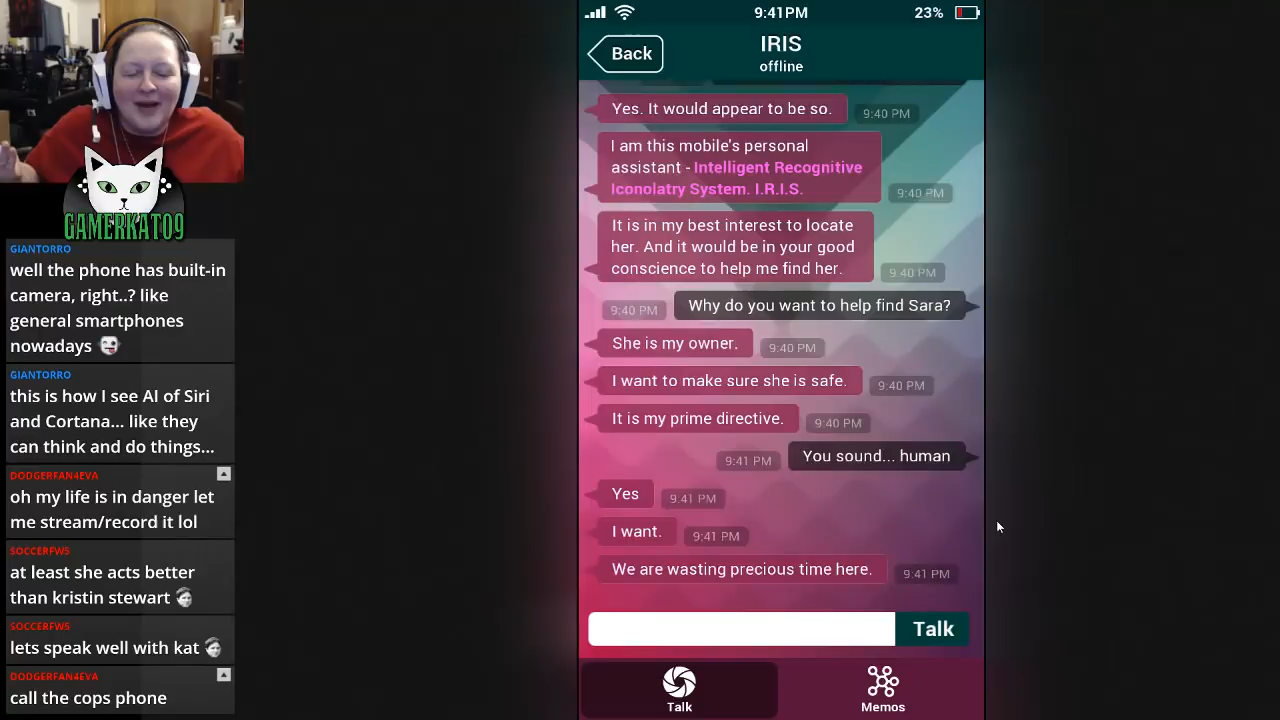 GAMERKAT09
GIANTORRO
well the phone has built-in
camera, right..? like
general smartphones
nowadays
GIANTORRO
this is how I see AI of Siri
and Cortana... like they
can think and do things...
DODGERFAN4EVA
oh my life is in danger let
me stream/record it lol
SOCCERFW5
at least she acts better
than kristin stewart
SOCCERFW5
lets speak well with kat
DODGERFAN4EVA
call the cops phone
9:41PM
23%
Back
IRIS
offline
Yes. It would appear to be so.
9:40 PM
I am this mobile's personal
assistant - Intelligent Recognitive
Iconolatry System. I.R.I.S.
9:40 PM
It is in my best interest to locate
her. And it would be in your good
conscience to help me find her.
9:40 PM
9:40 PM
Why do you want to help find Sara?
She is my owner.
9:40 PM
I want to make sure she is safe.
9:40 PM
It is my prime directive.
9:40 PM
9:41 PM
You sound... human
Yes
9:41 PM
I want.
9:41 PM
We are wasting precious time here.
9:41 PM
Talk
Talk
Memos